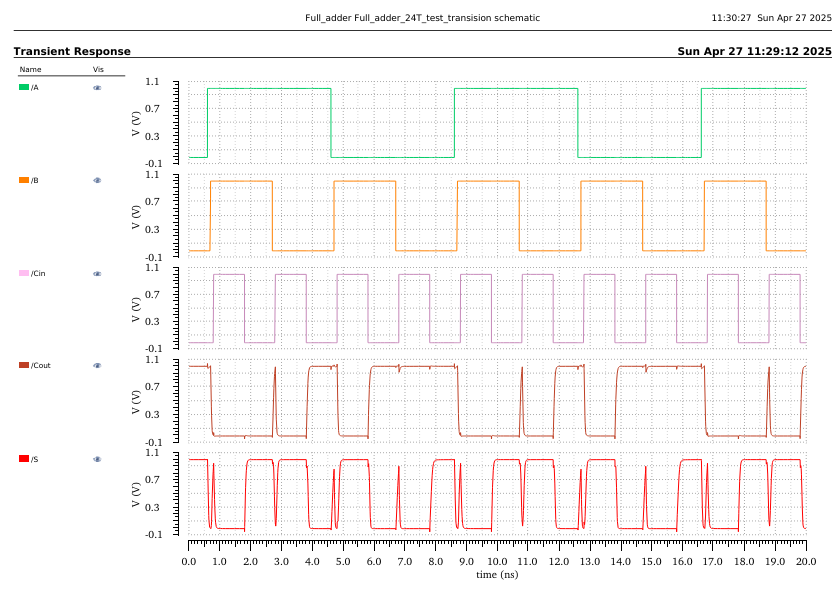 Full_adder Full_adder_24T_test_transision schematic 11:30:27 Sun Apr 27 2025
Transient Response Sun Apr 27 11:29:12 2025
Name Vis
/A
1.1
0.7
0.3
-0.1
V (V)
/B
1.1
0.7
0.3
-0.1
V (V)
/Cin
1.1
0.7
0.3
-0.1
V (V)
/Cout
1.1
0.7
0.3
-0.1
V (V)
/S
1.1
0.7
0.3
-0.1
V (V)
0.0 1.0 2.0 3.0 4.0 5.0 6.0 7.0 8.0 9.0 10.0 11.0 12.0 13.0 14.0 15.0 16.0 17.0 18.0 19.0 20.0
time (ns)